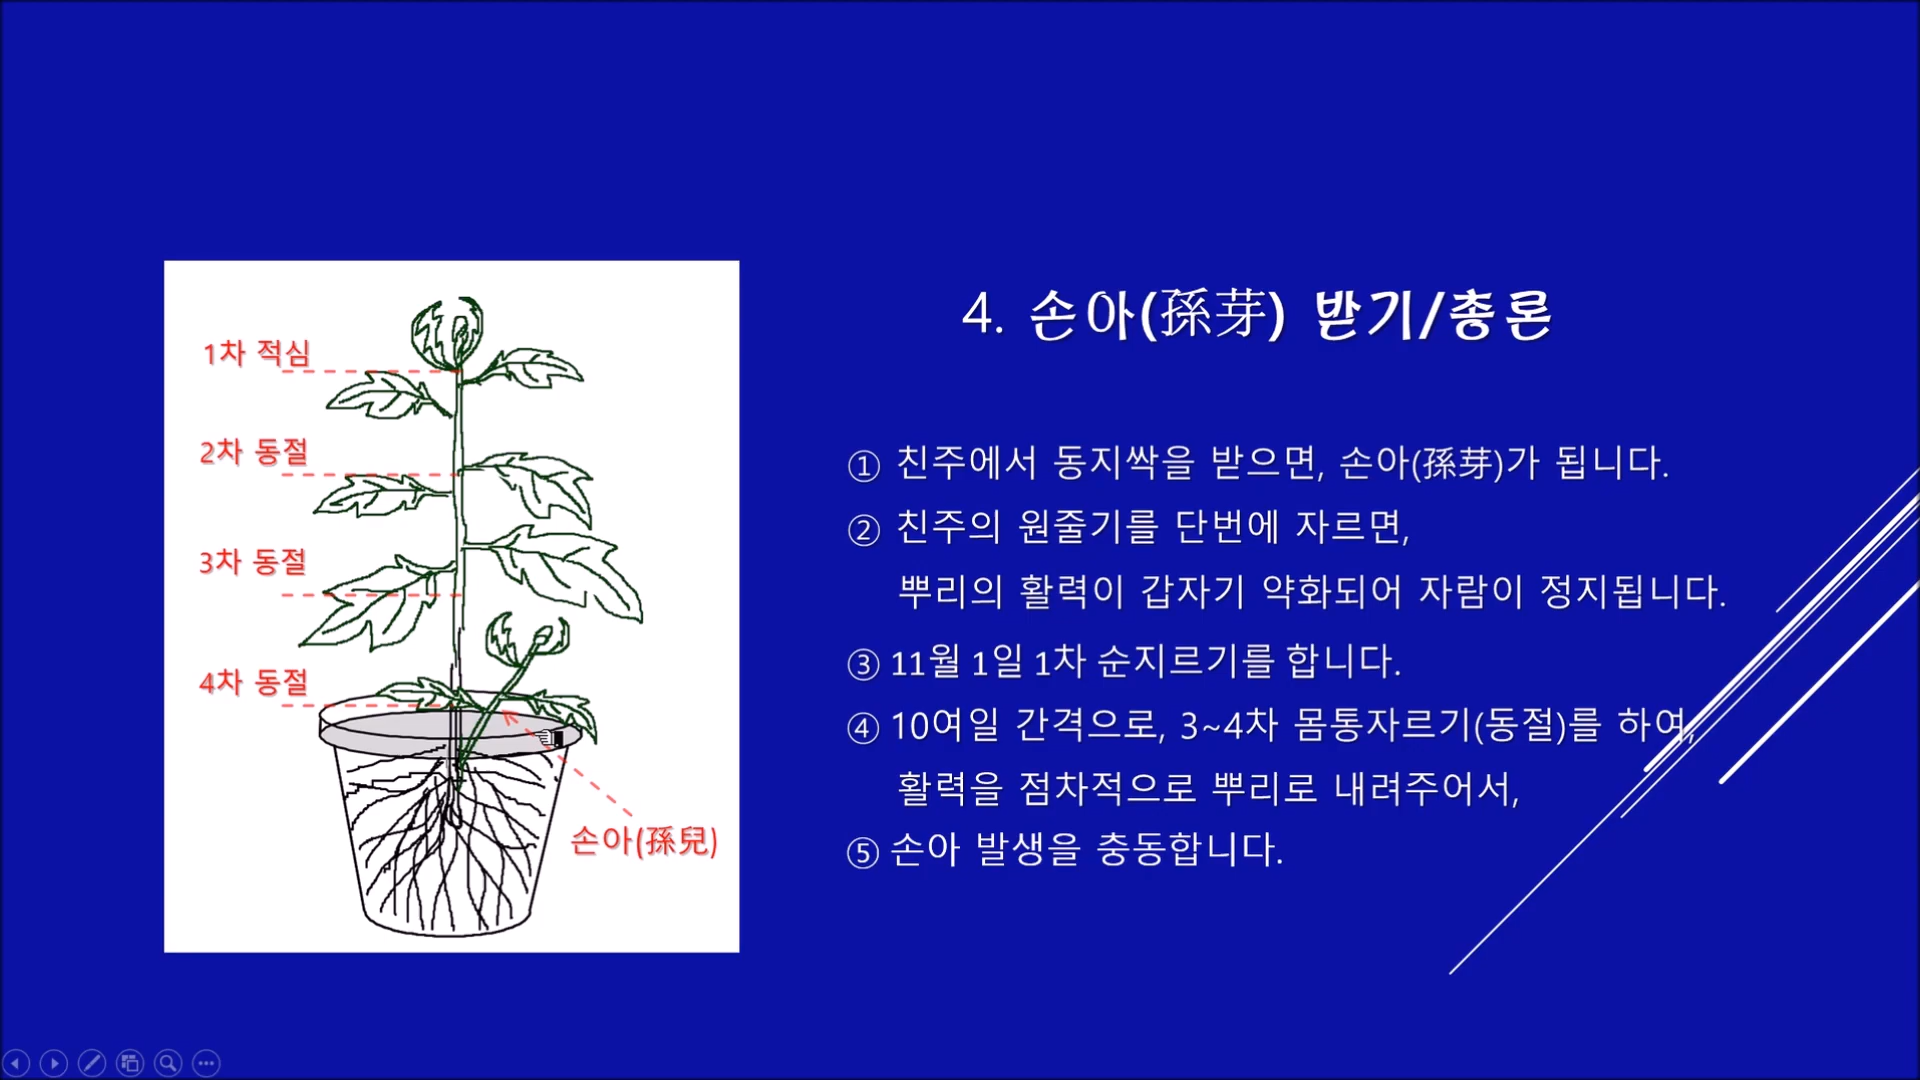 4. 손아(孫芽) 받기/총론
1차 적심
2차 동절
3차 동절
4차 동절
손아(孫兒)
① 친주에서 동지싹을 받으면, 손아(孫芽)가 됩니다.
② 친주의 원줄기를 단번에 자르면,
뿌리의 활력이 갑자기 약화되어 자람이 정지됩니다.
③ 11월 1일 1차 순지르기를 합니다.
④ 10여일 간격으로, 3~4차 몸통자르기(동절)를 하여,
활력을 점차적으로 뿌리로 내려주어서,
⑤ 손아 발생을 충동합니다.